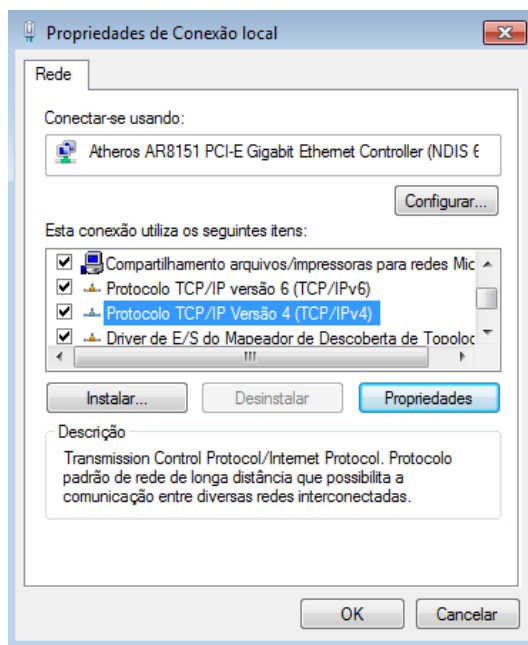 Propriedades de Conexão local
Rede
Conectar-se usando:
Atheros AR8151 PCI-E Gigabit Ethernet Controller (NDIS 6
Configurar...
Esta conexão utiliza os seguintes itens:
Compartilhamento arquivos/impressoras para redes Mic
Protocolo TCP/IP versão 6 (TCP/IPv6)
Protocolo TCP/IP Versão 4 (TCP/IPv4)
Driver de E/S do Mapeador de Descoberta de Topoloc
Instalar...
Desinstalar
Propriedades
Descrição
Transmission Control Protocol/Internet Protocol. Protocolo
padrão de rede de longa distância que possibilita a
comunicação entre diversas redes interconectadas.
OK
Cancelar